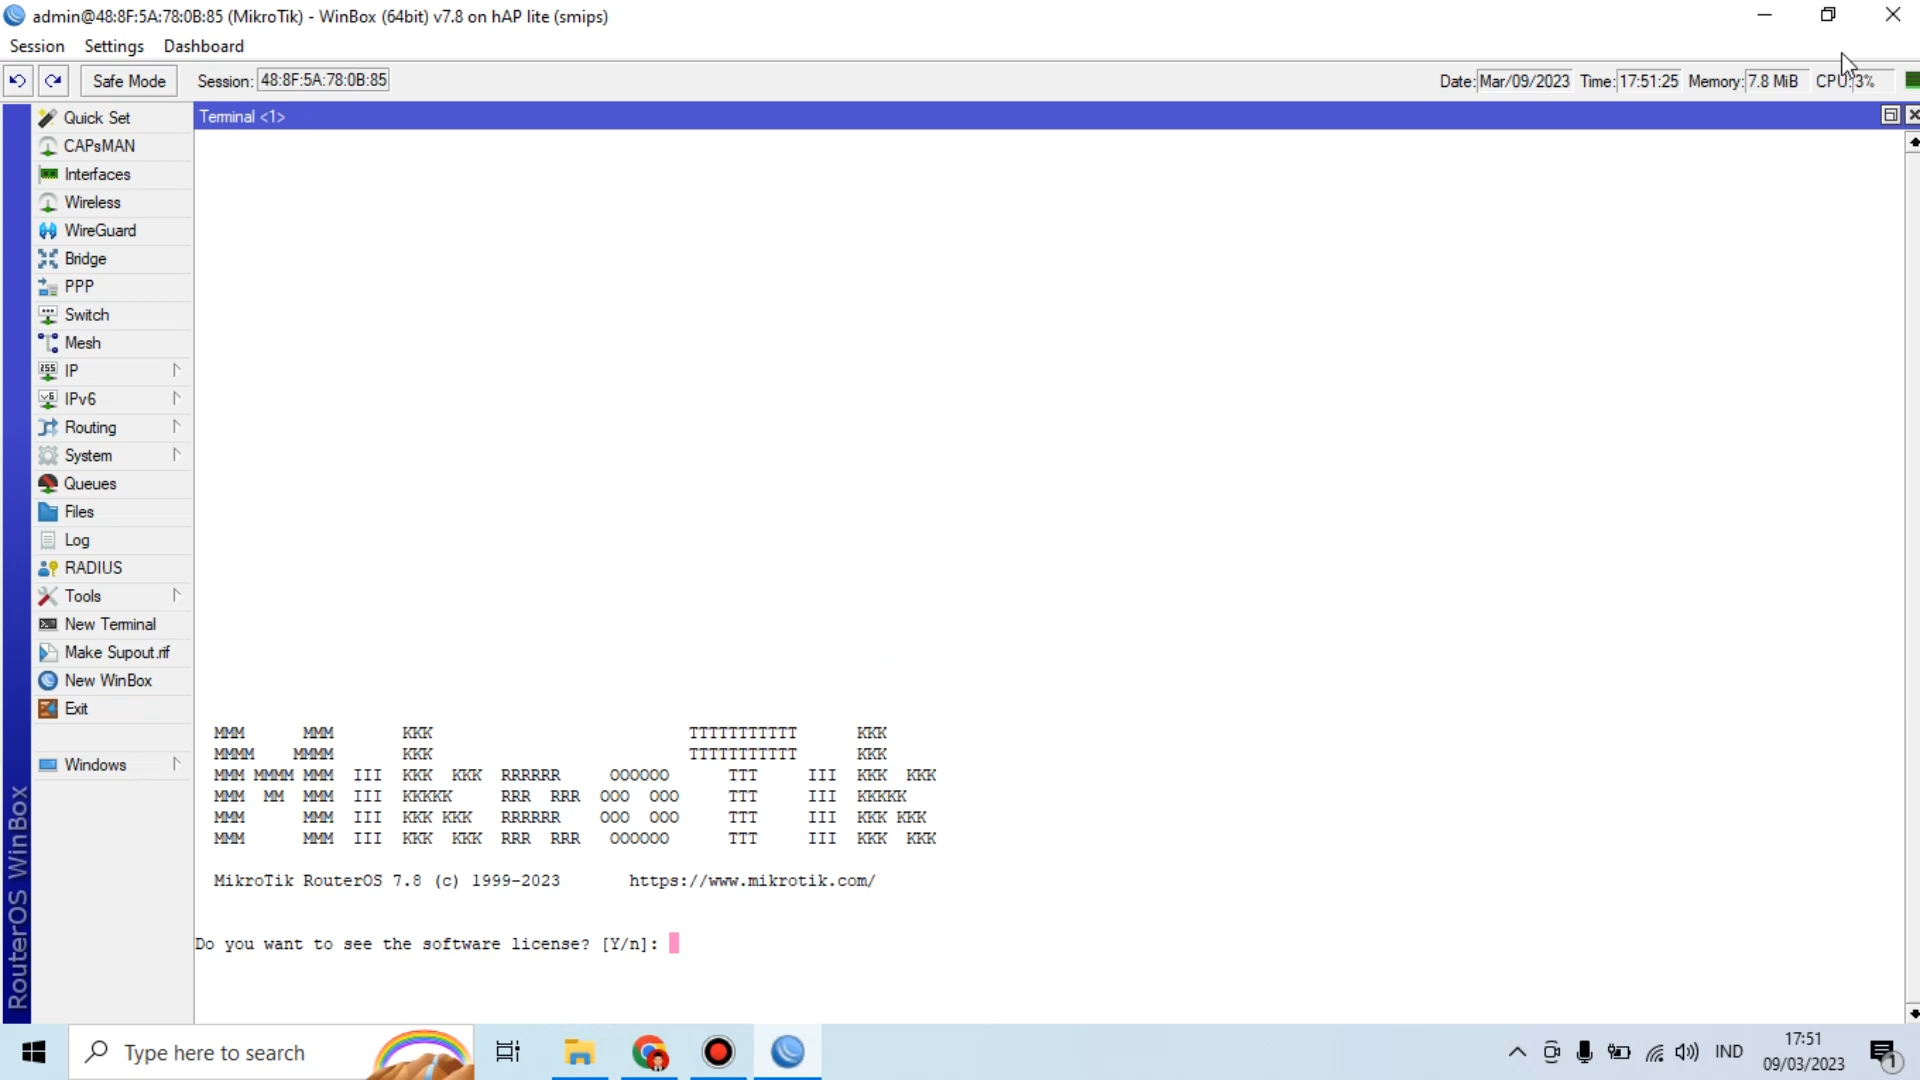 admin@48:8F:5A:78:0B:85 (MikroTik) - WinBox (64bit) v7.8 on hAP lite (smips)
Session Settings Dashboard
Safe Mode Session: 48:8F:5A:78:0B:85 Date: Mar/09/2023 Time: 17:51:25 Memory: 7.8 MiB CPU: 3%
Quick Set
CAPsMAN
Interfaces
Wireless
WireGuard
Bridge
PPP
Switch
Mesh
IP
IPv6
Routing
System
Queues
Files
Log
RADIUS
Tools
New Terminal
Make Supout.rif
New WinBox
Exit
Windows
RouterOS WinBox
Terminal <1>
MMM      MMM       KKK                          TTTTTTTTTTT      KKK
MMMM    MMMM       KKK                          TTTTTTTTTTT      KKK
MMM MMMM MMM  III  KKK  KKK  RRRRRR     OOOOOO      TTT     III  KKK  KKK
MMM  MM  MMM  III  KKKKK     RRR  RRR  OOO  OOO     TTT     III  KKKKK
MMM      MMM  III  KKK KKK   RRRRRR    OOO  OOO     TTT     III  KKK KKK
MMM      MMM  III  KKK  KKK  RRR  RRR   OOOOOO      TTT     III  KKK  KKK
MikroTik RouterOS 7.8 (c) 1999-2023       https://www.mikrotik.com/
Do you want to see the software license? [Y/n]:
Type here to search
IND
17:51
09/03/2023
1